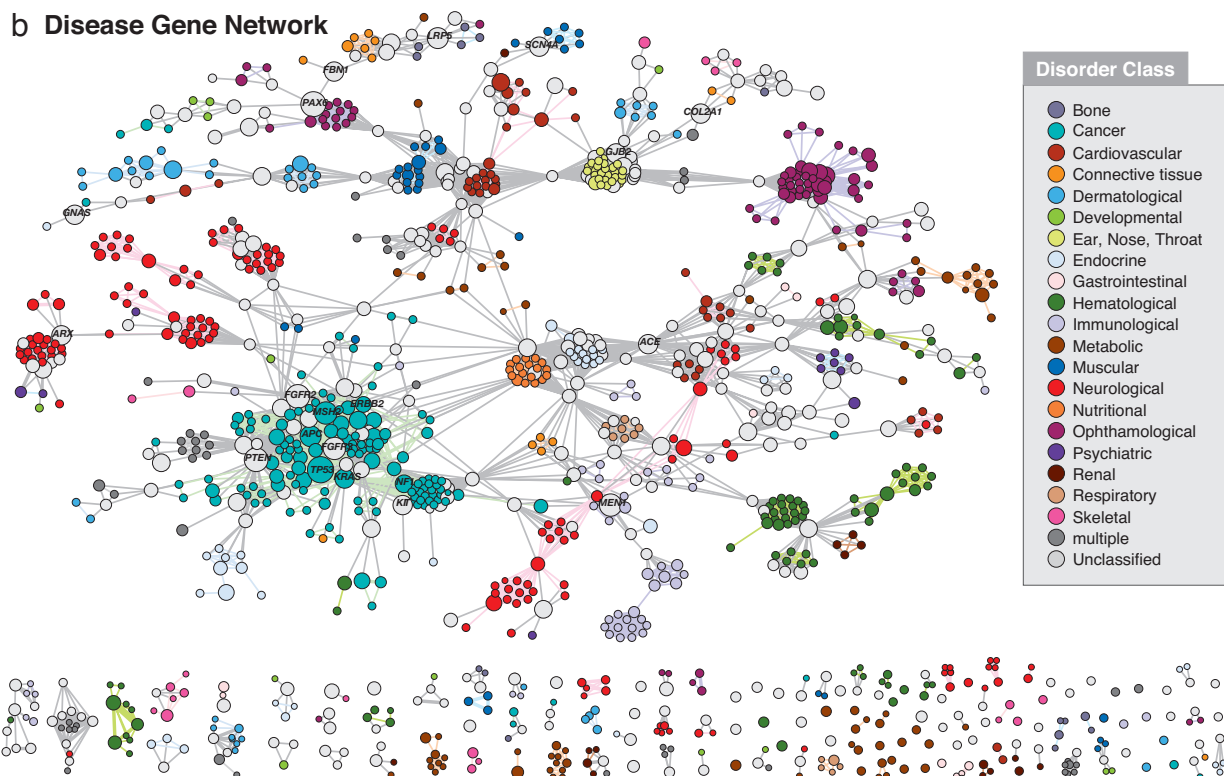 b Disease Gene Network
LRP5
SCN4A
FBN1
PAX6
COL2A1
GJB2
GNAS
ARX
ACE
FGFR2
ERBB2
MSH2
APC
FGFR3
PTEN
TP53
KRAS
NF1
KIT
MEN1
Disorder Class
Bone
Cancer
Cardiovascular
Connective tissue
Dermatological
Developmental
Ear, Nose, Throat
Endocrine
Gastrointestinal
Hematological
Immunological
Metabolic
Muscular
Neurological
Nutritional
Ophthamological
Psychiatric
Renal
Respiratory
Skeletal
multiple
Unclassified